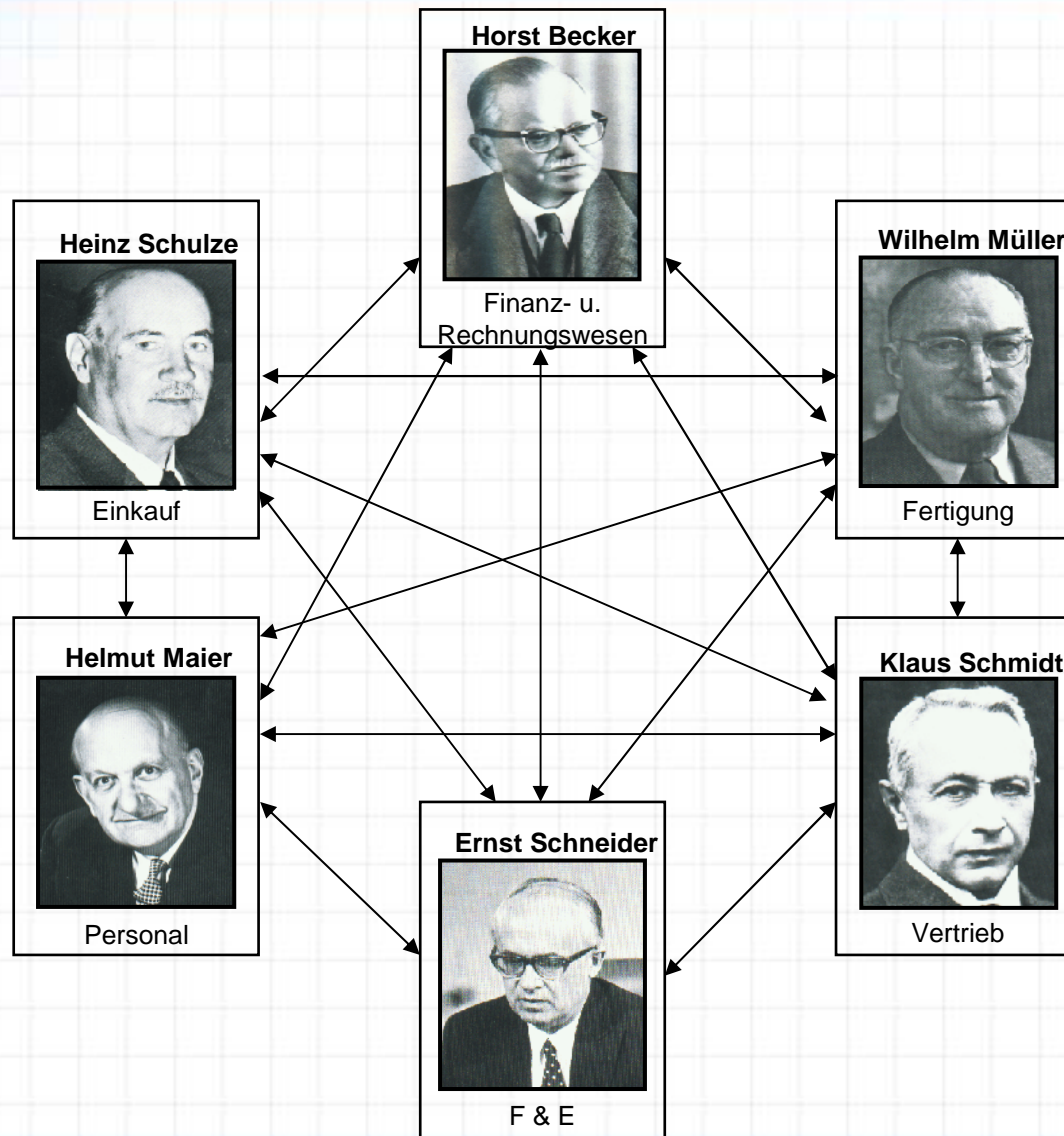 Horst Becker
Finanz- u.
Rechnungswesen
Heinz Schulze
Einkauf
Wilhelm Müller
Fertigung
Helmut Maier
Personal
Klaus Schmidt
Vertrieb
Ernst Schneider
F & E